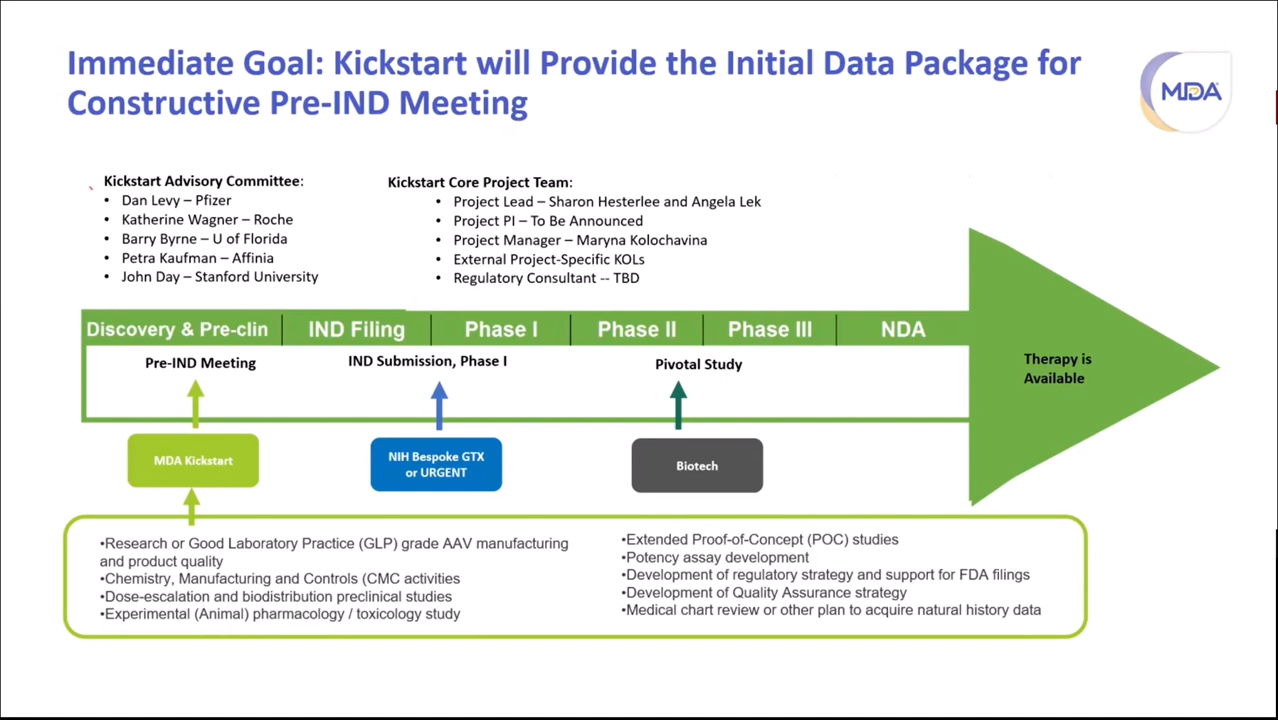 Immediate Goal: Kickstart will Provide the Initial Data Package for
Constructive Pre-IND Meeting
MDA
Kickstart Advisory Committee:
• Dan Levy – Pfizer
• Katherine Wagner – Roche
• Barry Byrne – U of Florida
• Petra Kaufman – Affinia
• John Day – Stanford University
Kickstart Core Project Team:
• Project Lead – Sharon Hesterlee and Angela Lek
• Project PI – To Be Announced
• Project Manager – Maryna Kolochavina
• External Project-Specific KOLs
• Regulatory Consultant -- TBD
Discovery & Pre-clin
IND Filing
Phase I
Phase II
Phase III
NDA
Pre-IND Meeting
IND Submission, Phase I
Pivotal Study
Therapy is
Available
MDA Kickstart
NIH Bespoke GTX
or URGENT
Biotech
•Research or Good Laboratory Practice (GLP) grade AAV manufacturing
and product quality
•Chemistry, Manufacturing and Controls (CMC activities
•Dose-escalation and biodistribution preclinical studies
•Experimental (Animal) pharmacology / toxicology study
•Extended Proof-of-Concept (POC) studies
•Potency assay development
•Development of regulatory strategy and support for FDA filings
•Development of Quality Assurance strategy
•Medical chart review or other plan to acquire natural history data